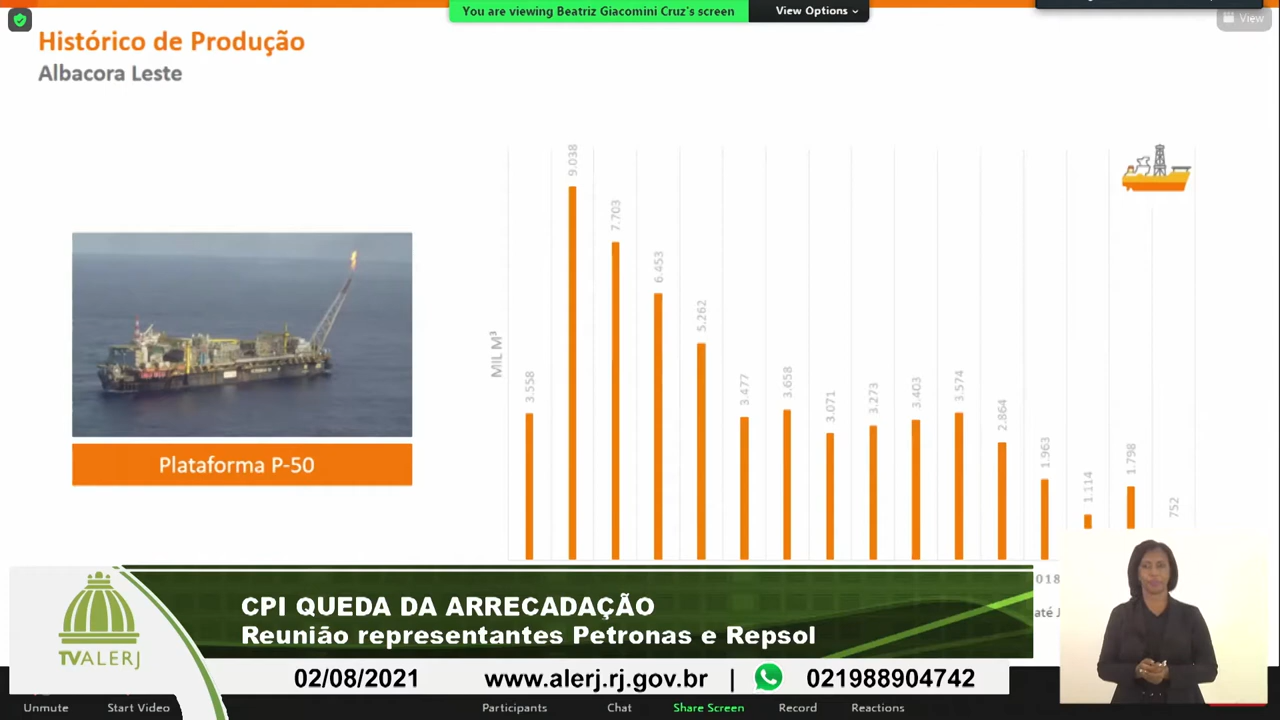 You are viewing Beatriz Giacomini Cruz's screen
View Options
View
Histórico de Produção
Albacora Leste
MIL M³
3.558
9.038
7.703
6.453
5.262
3.477
3.658
3.071
3.273
3.403
3.574
2.864
1.963
1.114
1.798
752
Plataforma P-50
018
até J
CPI QUEDA DA ARRECADAÇÃO
Reunião representantes Petronas e Repsol
TVALERJ
02/08/2021 www.alerj.rj.gov.br | 021988904742
Unmute
Start Video
Participants
Chat
Share Screen
Record
Reactions